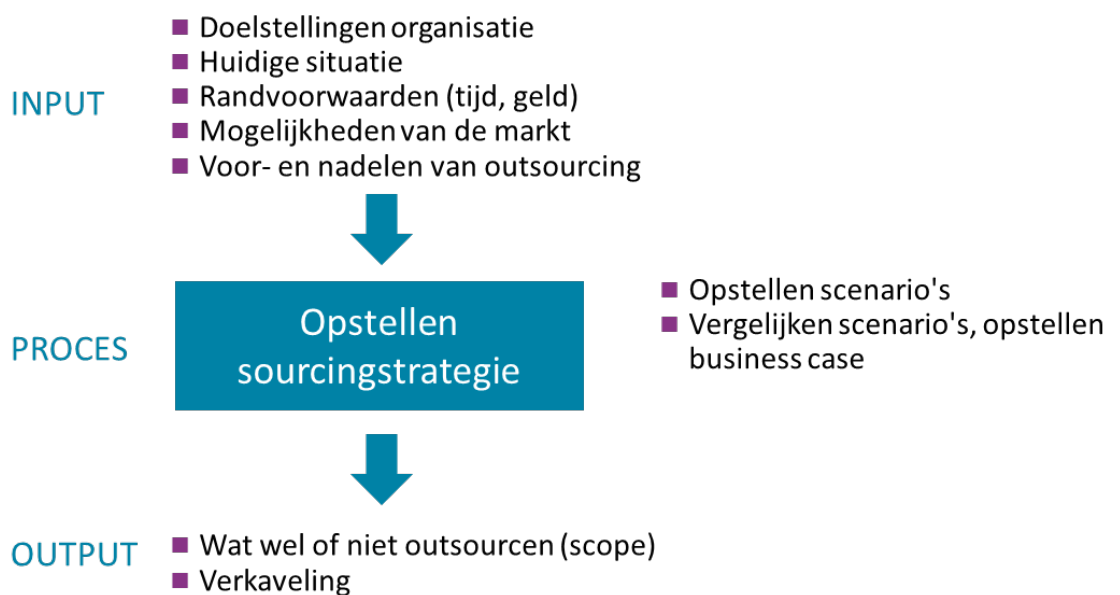 INPUT
Doelstellingen organisatie
Huidige situatie
Randvoorwaarden (tijd, geld)
Mogelijkheden van de markt
Voor- en nadelen van outsourcing
PROCES
Opstellen
sourcingstrategie
Opstellen scenario's
Vergelijken scenario's, opstellen
business case
OUTPUT
Wat wel of niet outsourcen (scope)
Verkaveling